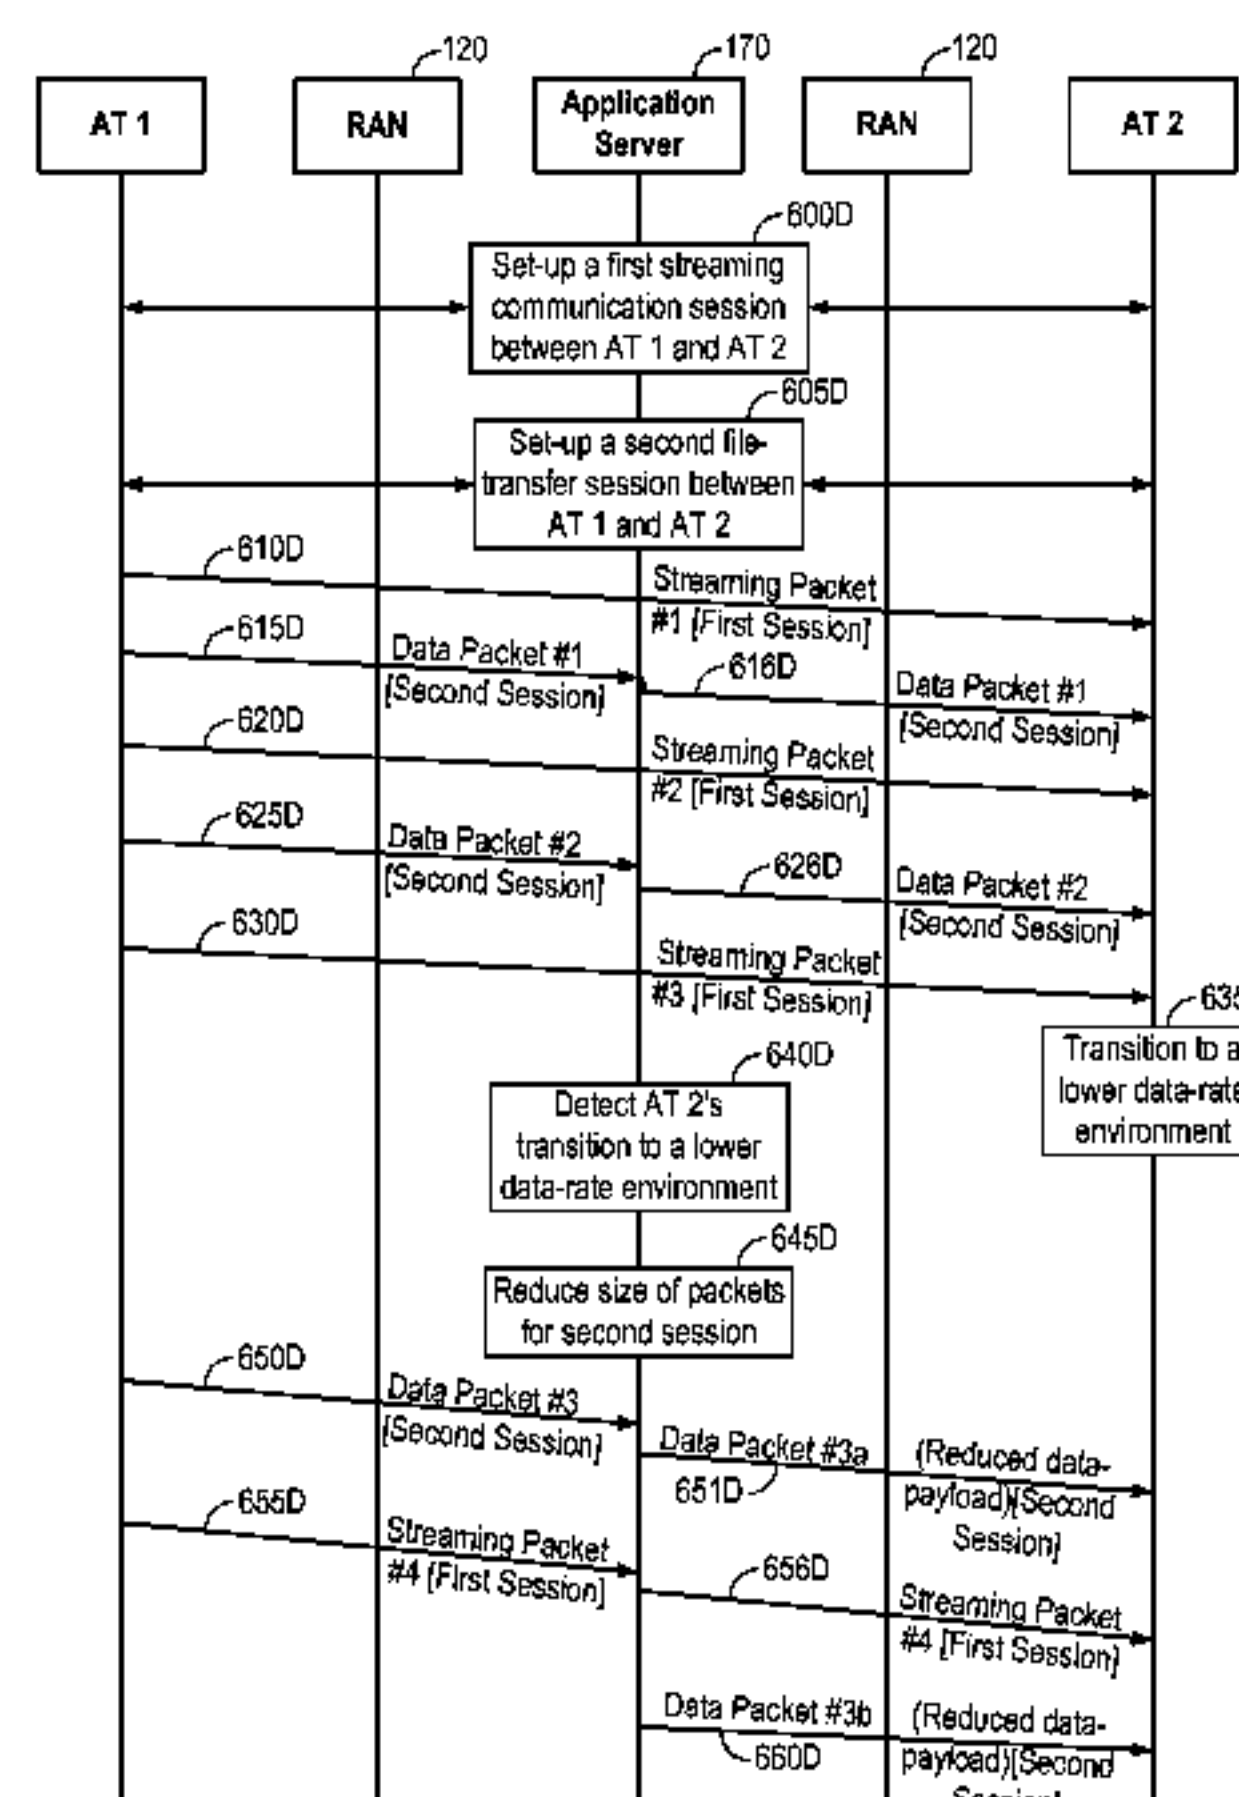 120
170
120
AT 1
RAN
Application
Server
RAN
AT 2
600D
Set-up a first streaming
communication session
between AT 1 and AT 2
605D
Set-up a second file-
transfer session between
AT 1 and AT 2
610D
Streaming Packet
#1 [First Session]
615D
Data Packet #1
[Second Session]
616D
Data Packet #1
[Second Session]
620D
Streaming Packet
#2 [First Session]
625D
Data Packet #2
[Second Session]
626D
Data Packet #2
[Second Session]
630D
Streaming Packet
#3 [First Session]
635
Transition to a
lower data-rate
environment
640D
Detect AT 2's
transition to a lower
data-rate environment
645D
Reduce size of packets
for second session
650D
Data Packet #3
[Second Session]
Data Packet #3a
651D
(Reduced data-
payload)[Second
Session]
655D
Streaming Packet
#4 [First Session]
656D
Streaming Packet
#4 [First Session]
Data Packet #3b
660D
(Reduced data-
payload)[Second